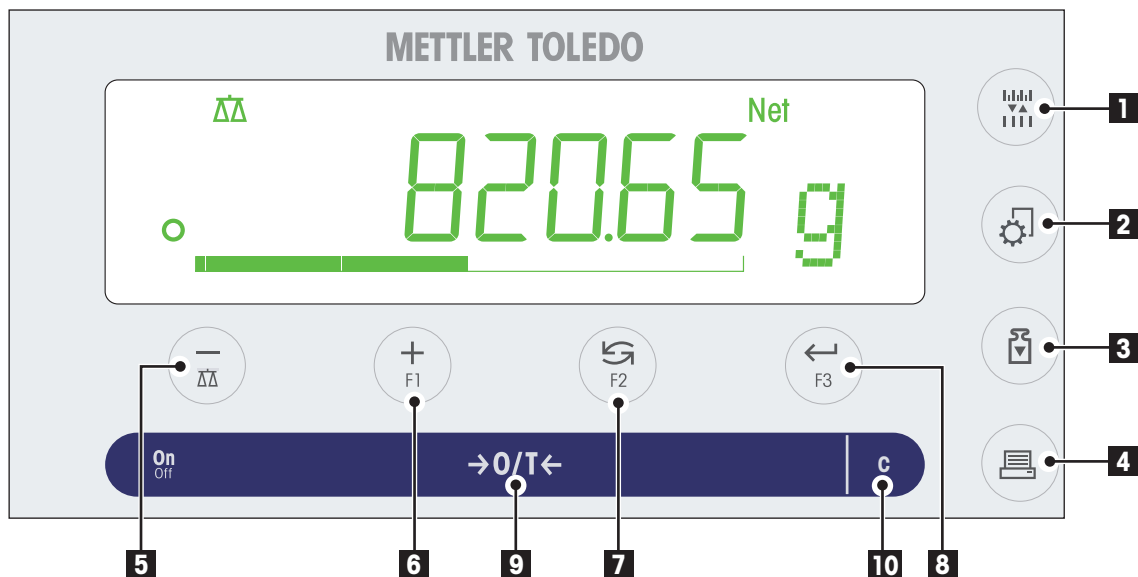 METTLER TOLEDO
Net
820.65 g
1
2
3
4
F1
F2
F3
On
Off
→0/T←
c
5
6
9
7
10
8